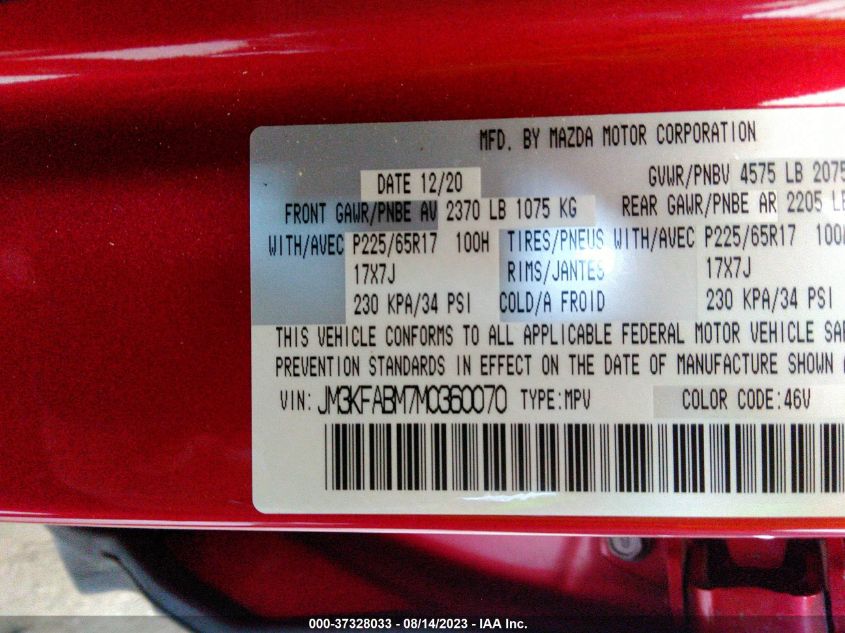 MFD. BY MAZDA MOTOR CORPORATION
DATE 12/20 GVWR/PNBV 4575 LB 2075
FRONT GAWR/PNBE AV 2370 LB 1075 KG REAR GAWR/PNBE AR 2205 LB
WITH/AVEC P225/65R17 100H TIRES/PNEUS WITH/AVEC P225/65R17 100H
17X7J RIMS/JANTES 17X7J
230 KPA/34 PSI COLD/A FROID 230 KPA/34 PSI
THIS VEHICLE CONFORMS TO ALL APPLICABLE FEDERAL MOTOR VEHICLE SAF
PREVENTION STANDARDS IN EFFECT ON THE DATE OF MANUFACTURE SHOWN A
VIN: JM3KFABM7M0360070 TYPE:MPV COLOR CODE:46V
000-37328033 - 08/14/2023 - IAA Inc.